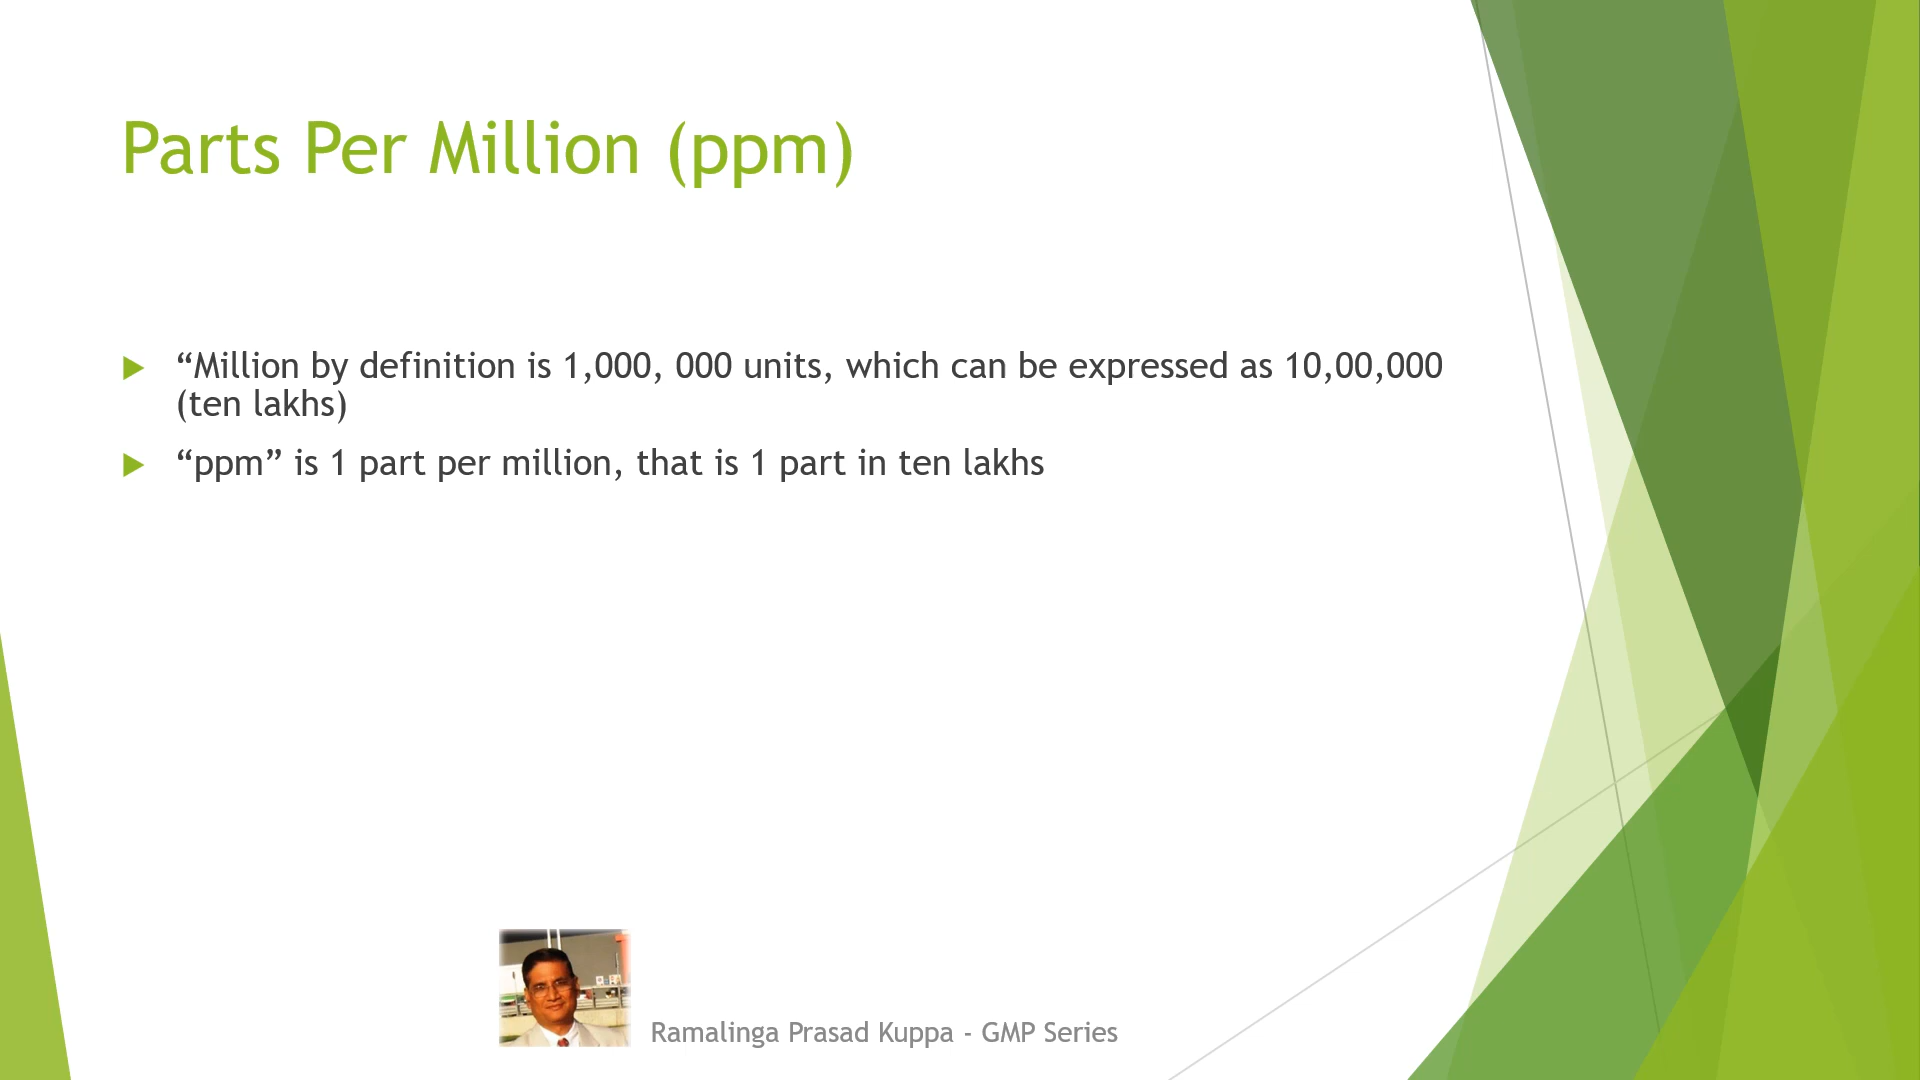 Parts Per Million (ppm)
“Million by definition is 1,000, 000 units, which can be expressed as 10,00,000
(ten lakhs)
“ppm” is 1 part per million, that is 1 part in ten lakhs
Ramalinga Prasad Kuppa - GMP Series